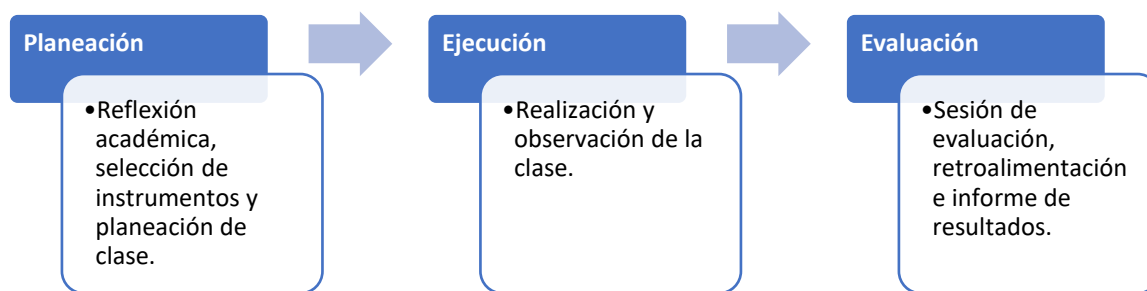 Planeación
•Reflexión
académica,
selección de
instrumentos y
planeación de
clase.
Ejecución
•Realización y
observación de la
clase.
Evaluación
•Sesión de
evaluación,
retroalimentación
e informe de
resultados.